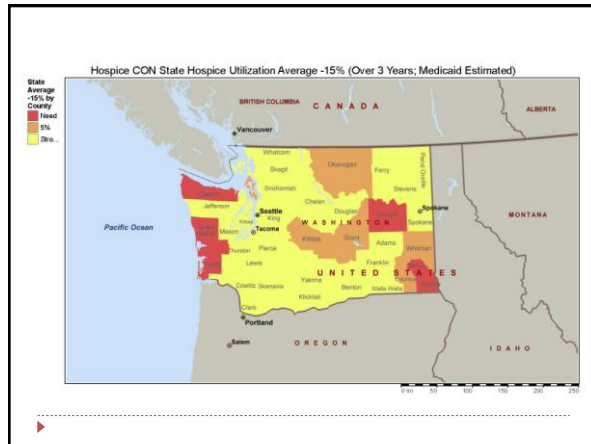 Hospice CON State Hospice Utilization Average -15% (Over 3 Years; Medicaid Estimated)
State
Average
-15% by
County
Need
5%
Stro...
BRITISH COLUMBIA
CANADA
ALBERTA
Vancouver
Whatcom
Okanogan
Ferry
Pend Oreille
Skagit
Stevens
Snohomish
Chelan
Jefferson
Douglas
Spokane
Seattle
King
WASHINGTON
Spokane
MONTANA
Pacific Ocean
Mason
Tacoma
Kittitas
Grant
Adams
Whitman
Thurston
Pierce
Lewis
Franklin
UNITED STATES
Yakima
Cowlitz
Skamania
Benton
Walla Walla
Klickitat
Clark
Portland
Salem
OREGON
IDAHO
0 mi
50
100
150
200
250